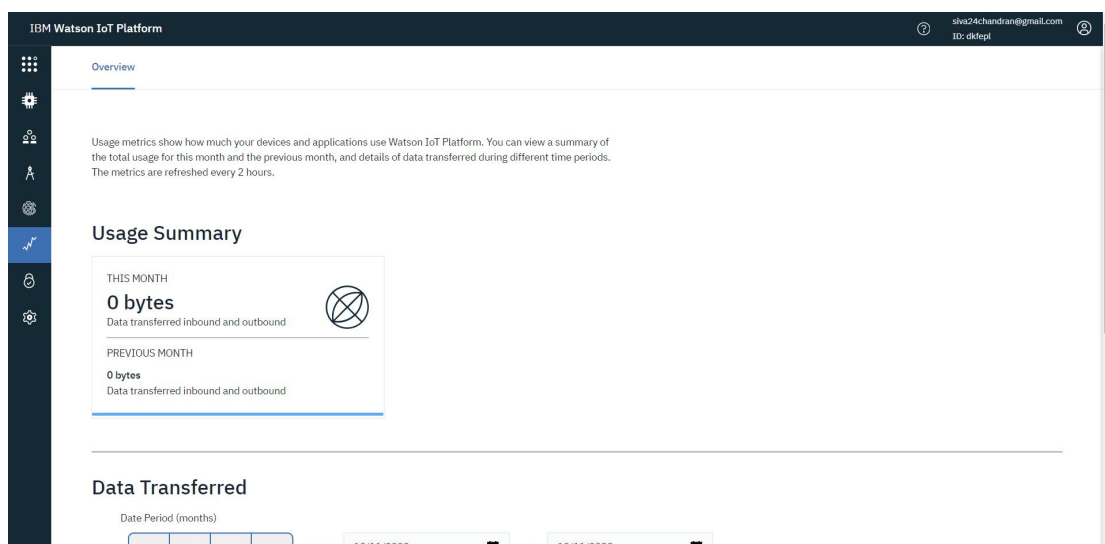 IBM Watson IoT Platform
siva24chandran@gmail.com
ID: dkfepl
Overview
Usage metrics show how much your devices and applications use Watson IoT Platform. You can view a summary of
the total usage for this month and the previous month, and details of data transferred during different time periods.
The metrics are refreshed every 2 hours.
Usage Summary
THIS MONTH
0 bytes
Data transferred inbound and outbound
PREVIOUS MONTH
0 bytes
Data transferred inbound and outbound
Data Transferred
Date Period (months)